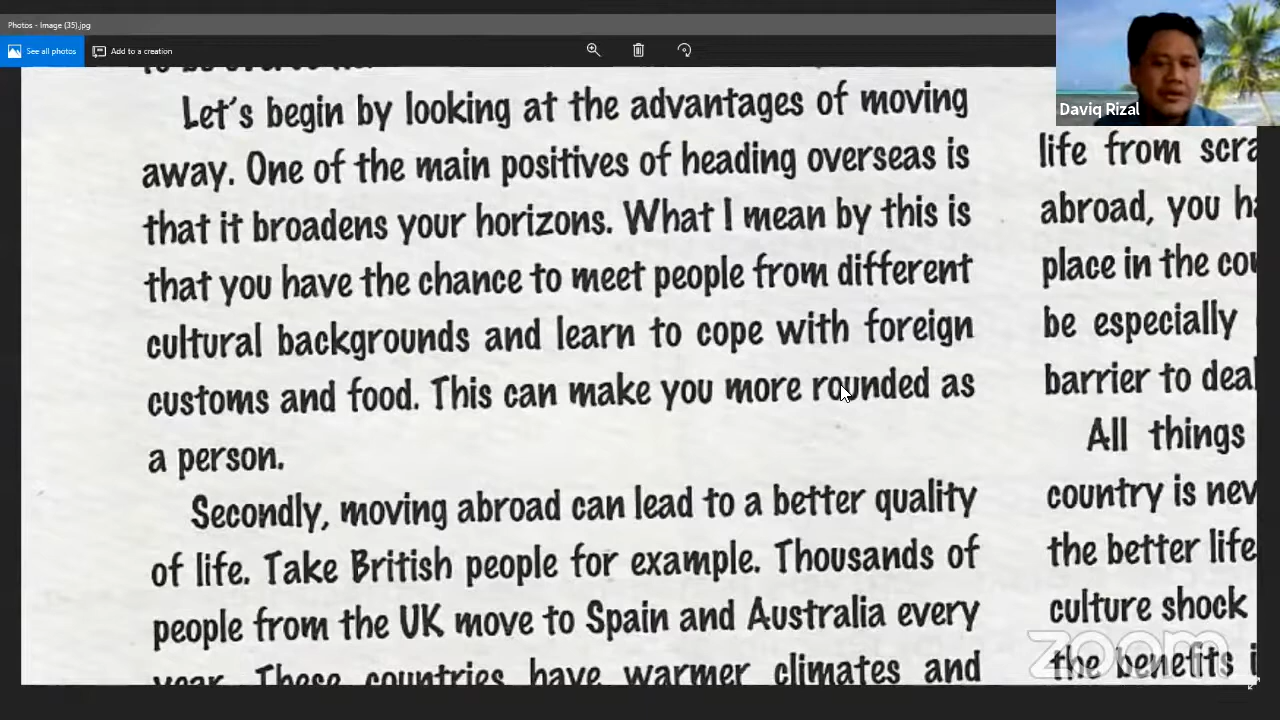 Photos - Image (35).jpg
See all photos
Add to a creation
Daviq Rizal
Let's begin by looking at the advantages of moving
away. One of the main positives of heading overseas is
that it broadens your horizons. What I mean by this is
that you have the chance to meet people from different
cultural backgrounds and learn to cope with foreign
customs and food. This can make you more rounded as
a person.
Secondly, moving abroad can lead to a better quality
of life. Take British people for example. Thousands of
people from the UK move to Spain and Australia every
year. These countries have warmer climates and
life from scra
abroad, you ha
place in the cou
be especially
barrier to deal
All things
country is nev
the better life
culture shock
the benefits i
zoom